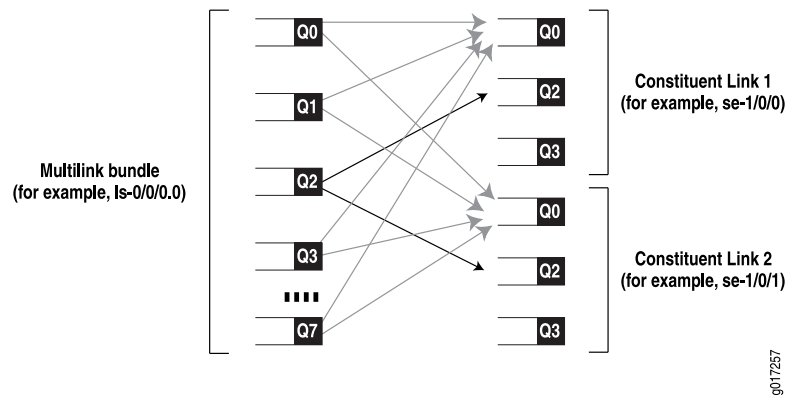 Multilink bundle
(for example, ls-0/0/0.0)
Q0
Q1
Q2
Q3
Q7
Q0
Q2
Q3
Constituent Link 1
(for example, se-1/0/0)
Q0
Q2
Q3
Constituent Link 2
(for example, se-1/0/1)
g017257